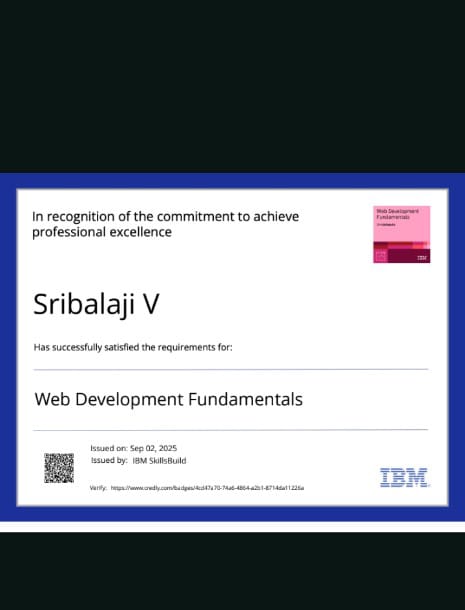 In recognition of the commitment to achieve
professional excellence
Web Development
Fundamentals
IBM
Sribalaji V
Has successfully satisfied the requirements for:
Web Development Fundamentals
Issued on: Sep 02, 2025
Issued by: IBM SkillsBuild
Verify: https://www.credly.com/badges/4cd47a70-74a6-4864-a2b1-8714da11226a
IBM